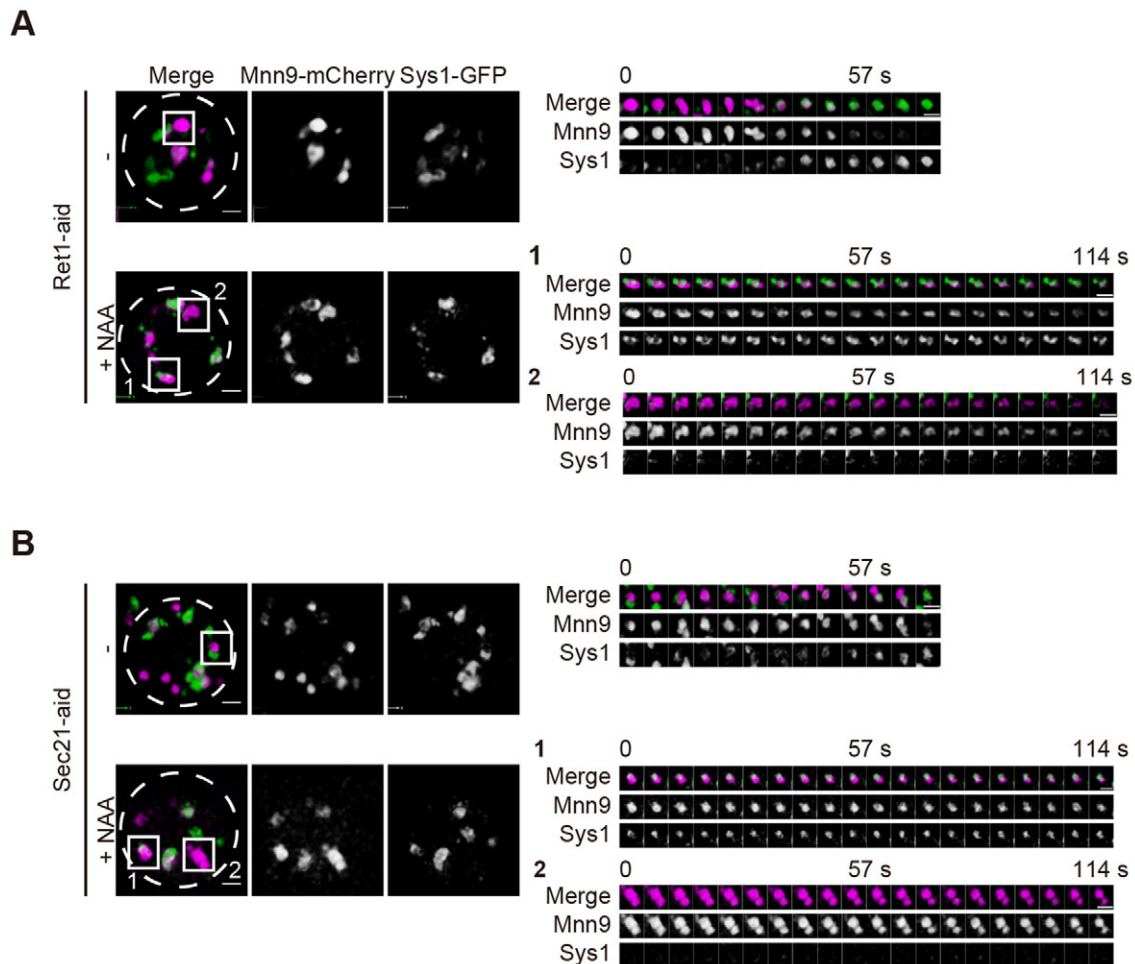 A
Merge Mnn9-mCherry Sys1-GFP
Ret1-aid
-
+ NAA
2
1
0 57 s
Merge
Mnn9
Sys1
1
0 57 s 114 s
Merge
Mnn9
Sys1
2
0 57 s 114 s
Merge
Mnn9
Sys1
B
Sec21-aid
-
+ NAA
1
2
0 57 s
Merge
Mnn9
Sys1
1
0 57 s 114 s
Merge
Mnn9
Sys1
2
0 57 s 114 s
Merge
Mnn9
Sys1